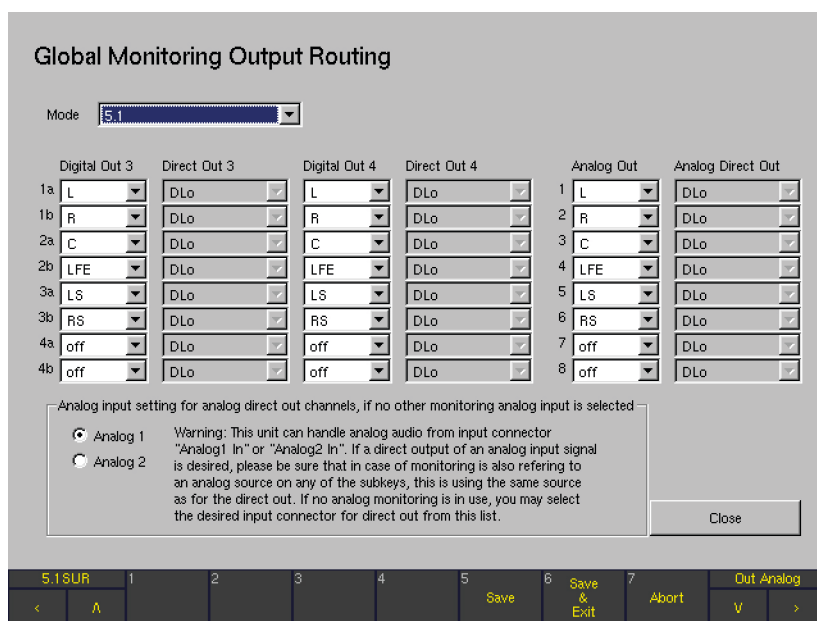 Global Monitoring Output Routing
Mode 5.1
Digital Out 3 Direct Out 3 Digital Out 4 Direct Out 4 Analog Out Analog Direct Out
1a L DLo L DLo 1 L DLo
1b R DLo R DLo 2 R DLo
2a C DLo C DLo 3 C DLo
2b LFE DLo LFE DLo 4 LFE DLo
3a LS DLo LS DLo 5 LS DLo
3b RS DLo RS DLo 6 RS DLo
4a off DLo off DLo 7 off DLo
4b off DLo off DLo 8 off DLo
Analog input setting for analog direct out channels, if no other monitoring analog input is selected
Analog 1
Analog 2
Warning: This unit can handle analog audio from input connector
"Analog1 In" or "Analog2 In". If a direct output of an analog input signal
is desired, please be sure that in case of monitoring is also refering to
an analog source on any of the subkeys, this is using the same source
as for the direct out. If no analog monitoring is in use, you may select
the desired input connector for direct out from this list.
Close
5.1SUR 1 2 3 4 5 Save 6 Save & Exit 7 Abort Out Analog
< Λ V >